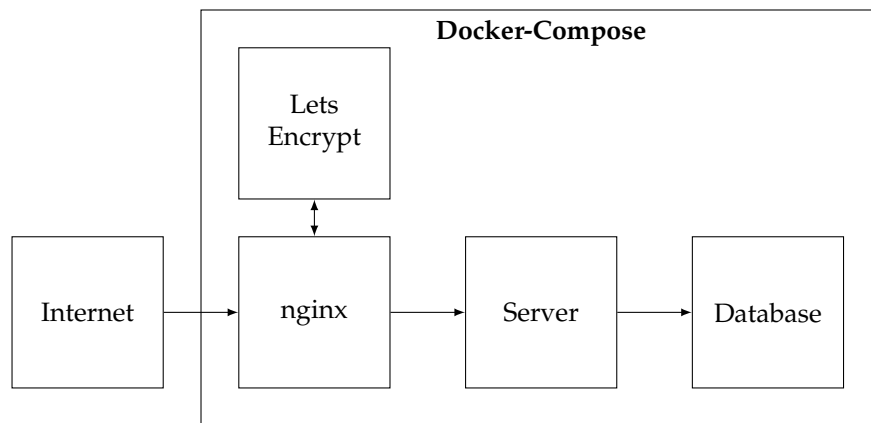 Docker-Compose
Lets
Encrypt
Internet
nginx
Server
Database